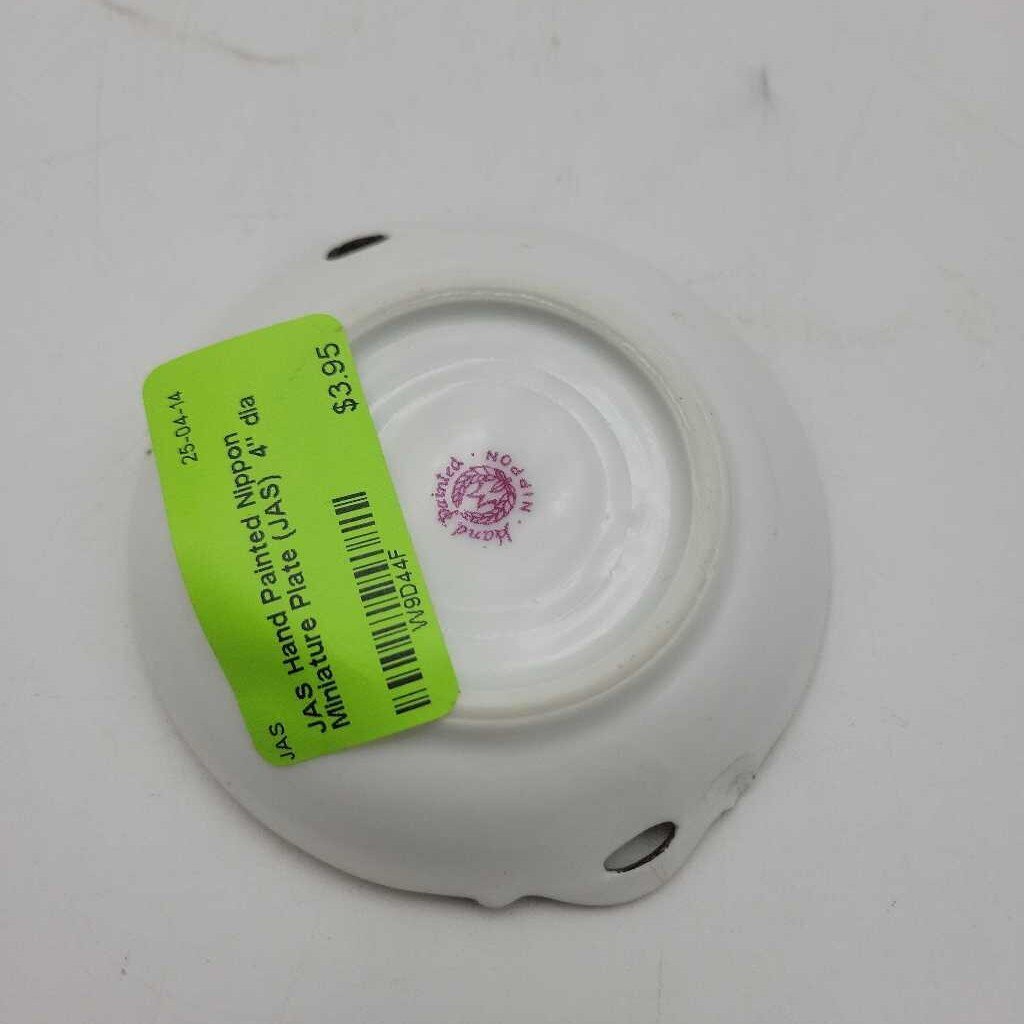 25-04-14
$3.95
JAS Hand Painted Nippon
Miniature Plate (JAS) 4" dia
W9D44F
JAS
Hand Painted
· NIPPON ·